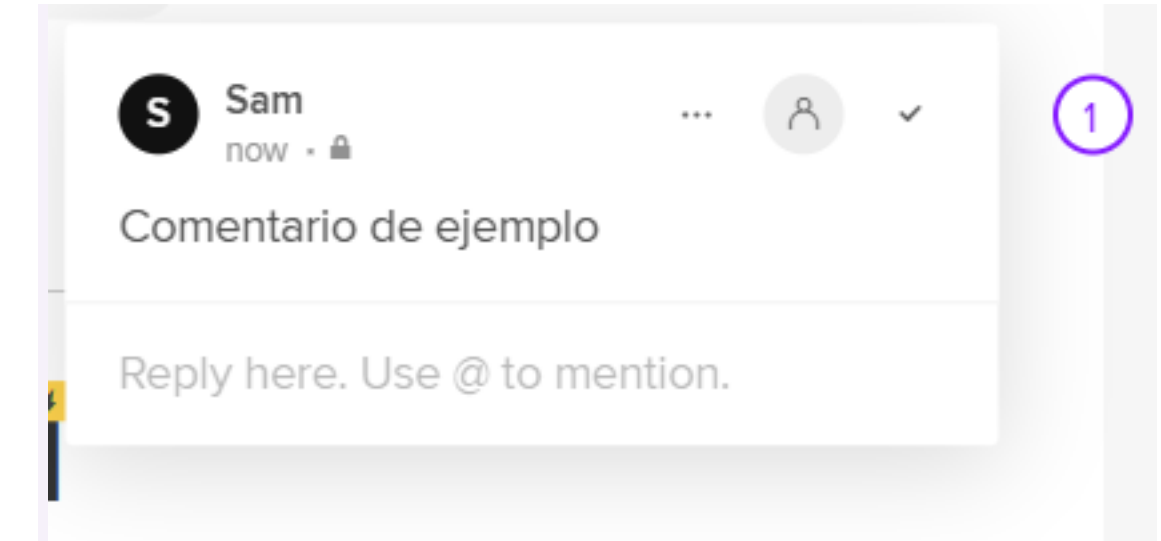 S
Sam
now
1
Comentario de ejemplo
Reply here. Use @ to mention.